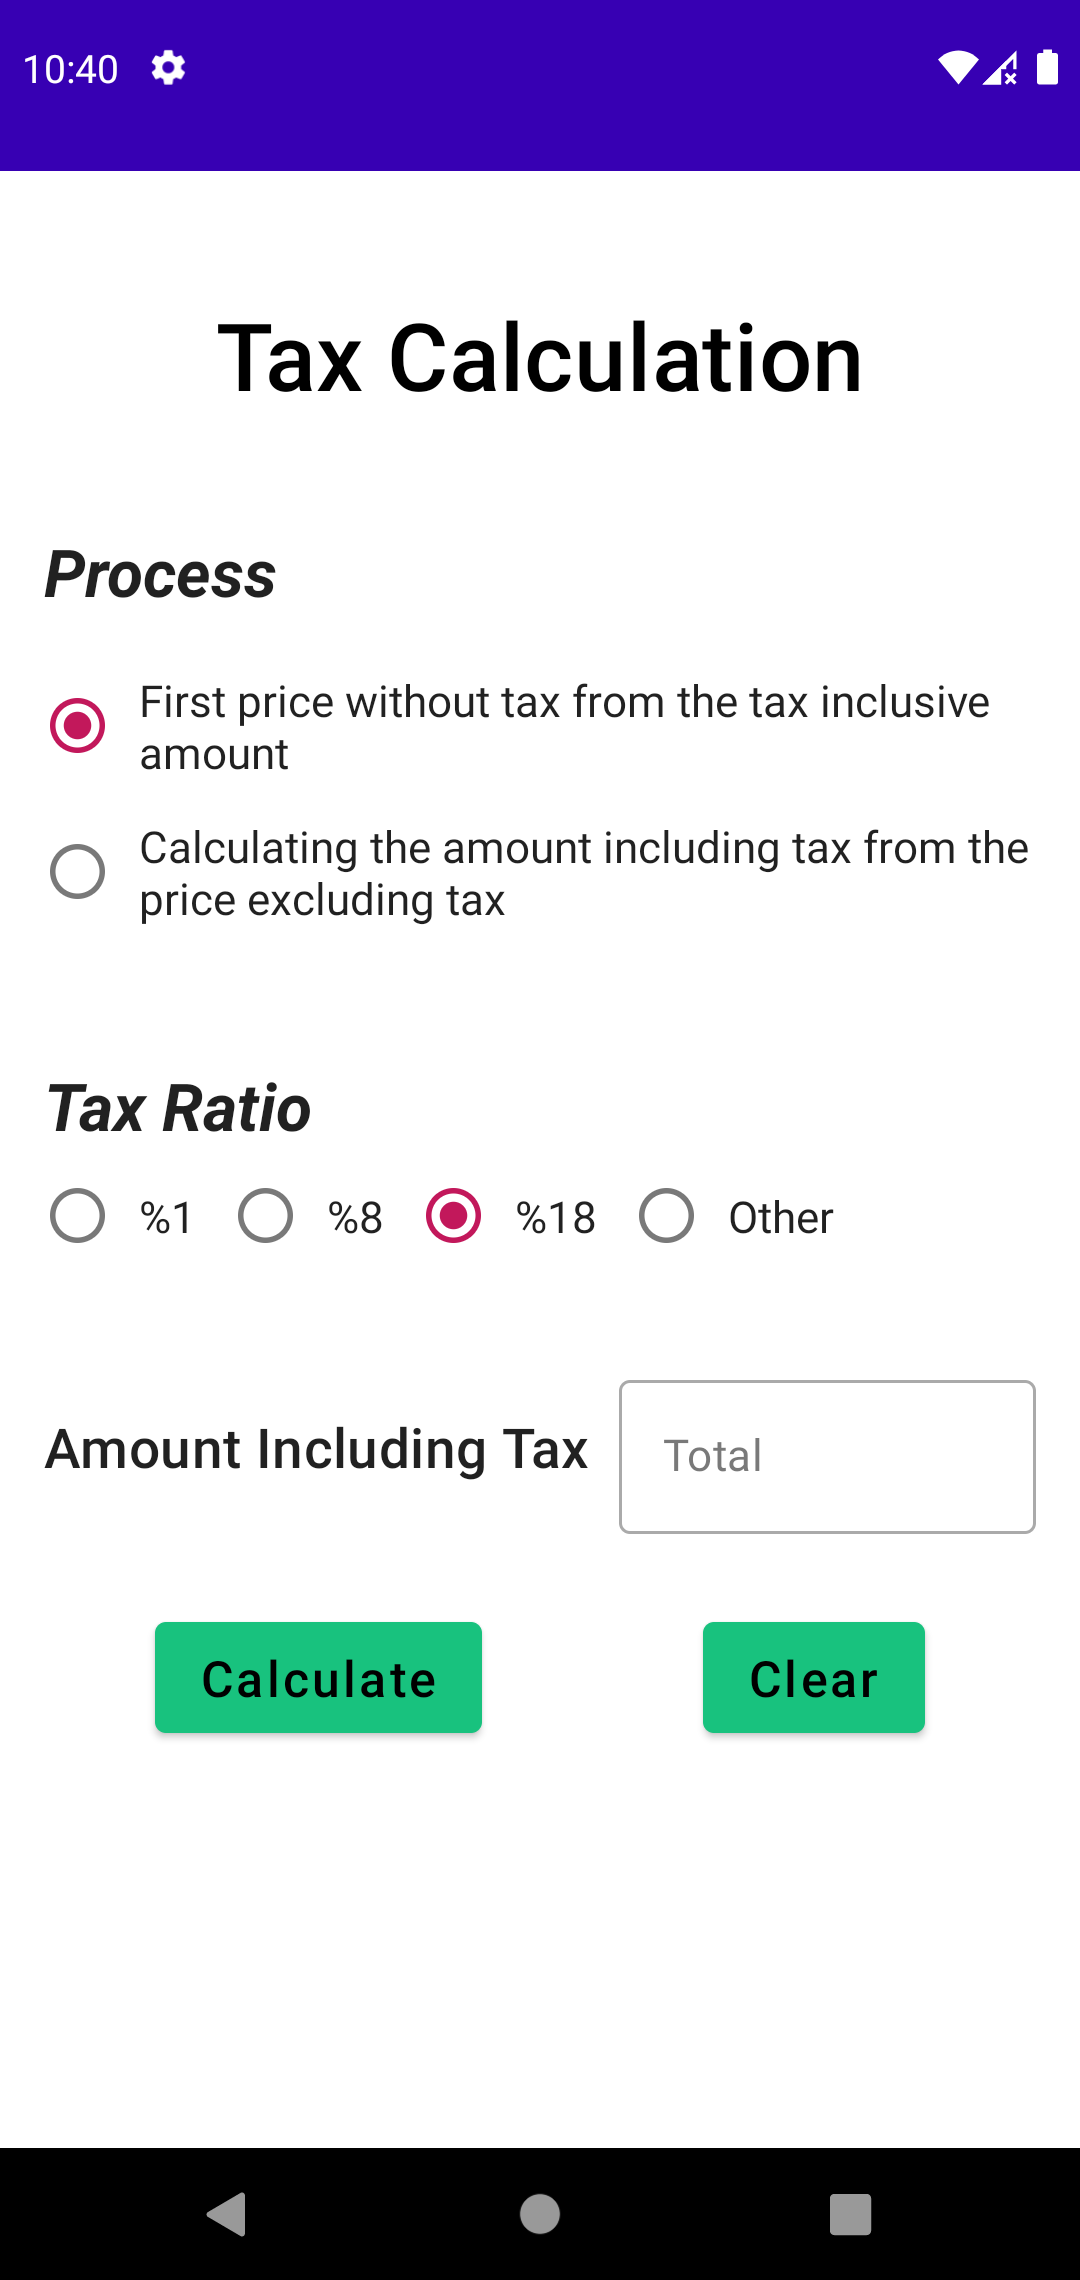 10:40
Tax Calculation
Process
First price without tax from the tax inclusive
amount
Calculating the amount including tax from the
price excluding tax
Tax Ratio
%1 %8 %18 Other
Amount Including Tax Total
Calculate Clear